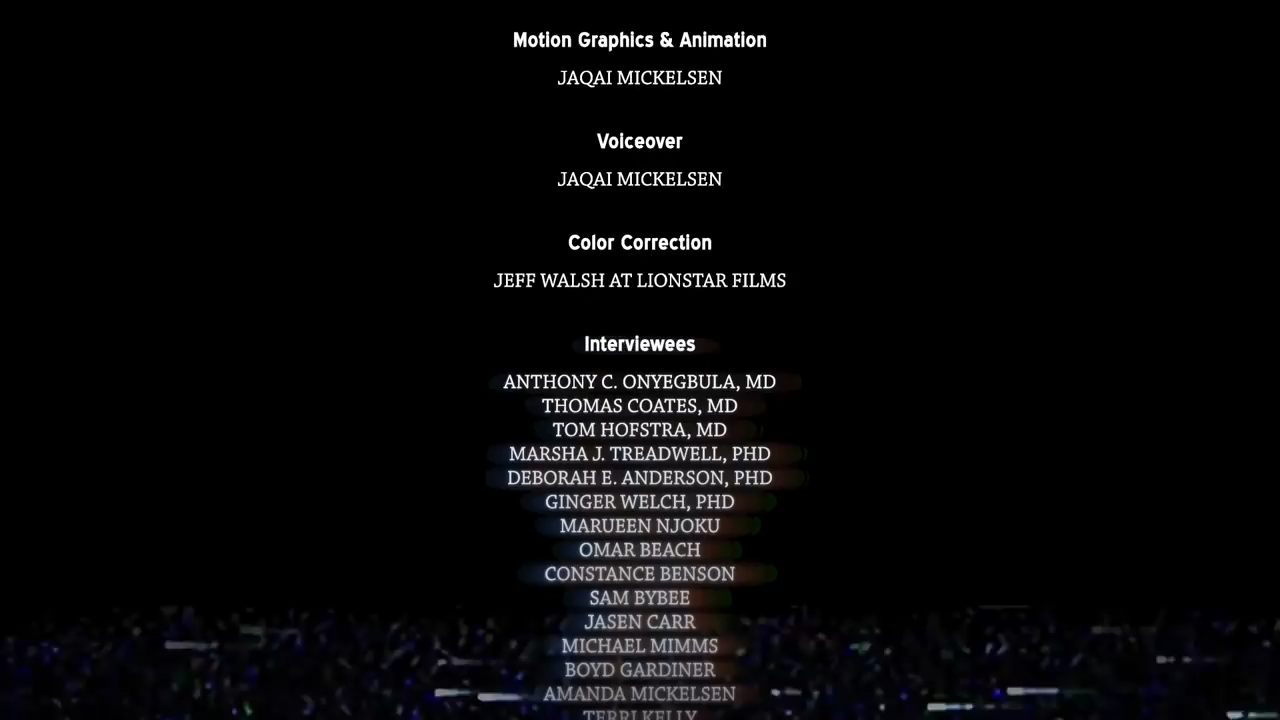 Motion Graphics & Animation
JAQAI MICKELSEN
Voiceover
JAQAI MICKELSEN
Color Correction
JEFF WALSH AT LIONSTAR FILMS
Interviewees
ANTHONY C. ONYEGBULA, MD
THOMAS COATES, MD
TOM HOFSTRA, MD
MARSHA J. TREADWELL, PHD
DEBORAH E. ANDERSON, PHD
GINGER WELCH, PHD
MARUEEN NJOKU
OMAR BEACH
CONSTANCE BENSON
SAM BYBEE
JASEN CARR
MICHAEL MIMMS
BOYD GARDINER
AMANDA MICKELSEN
TERRI KELLY